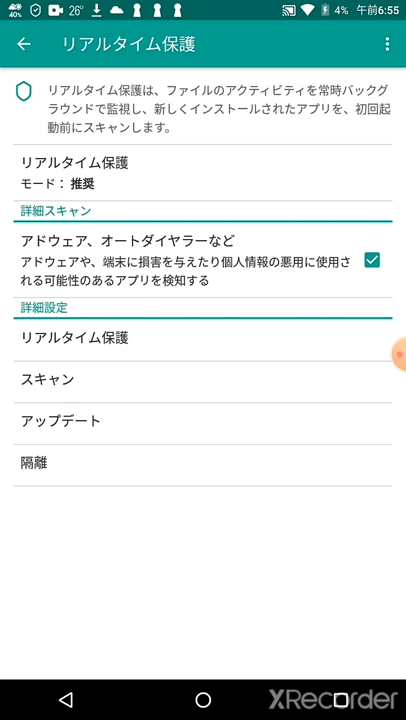 40% 26° 4% 午前6:55
リアルタイム保護
リアルタイム保護は、ファイルのアクティビティを常時バックグ
ラウンドで監視し、新しくインストールされたアプリを、初回起
動前にスキャンします。
リアルタイム保護
モード： 推奨
詳細スキャン
アドウェア、オートダイヤラーなど
アドウェアや、端末に損害を与えたり個人情報の悪用に使用さ
れる可能性のあるアプリを検知する
詳細設定
リアルタイム保護
スキャン
アップデート
隔離
XRecorder